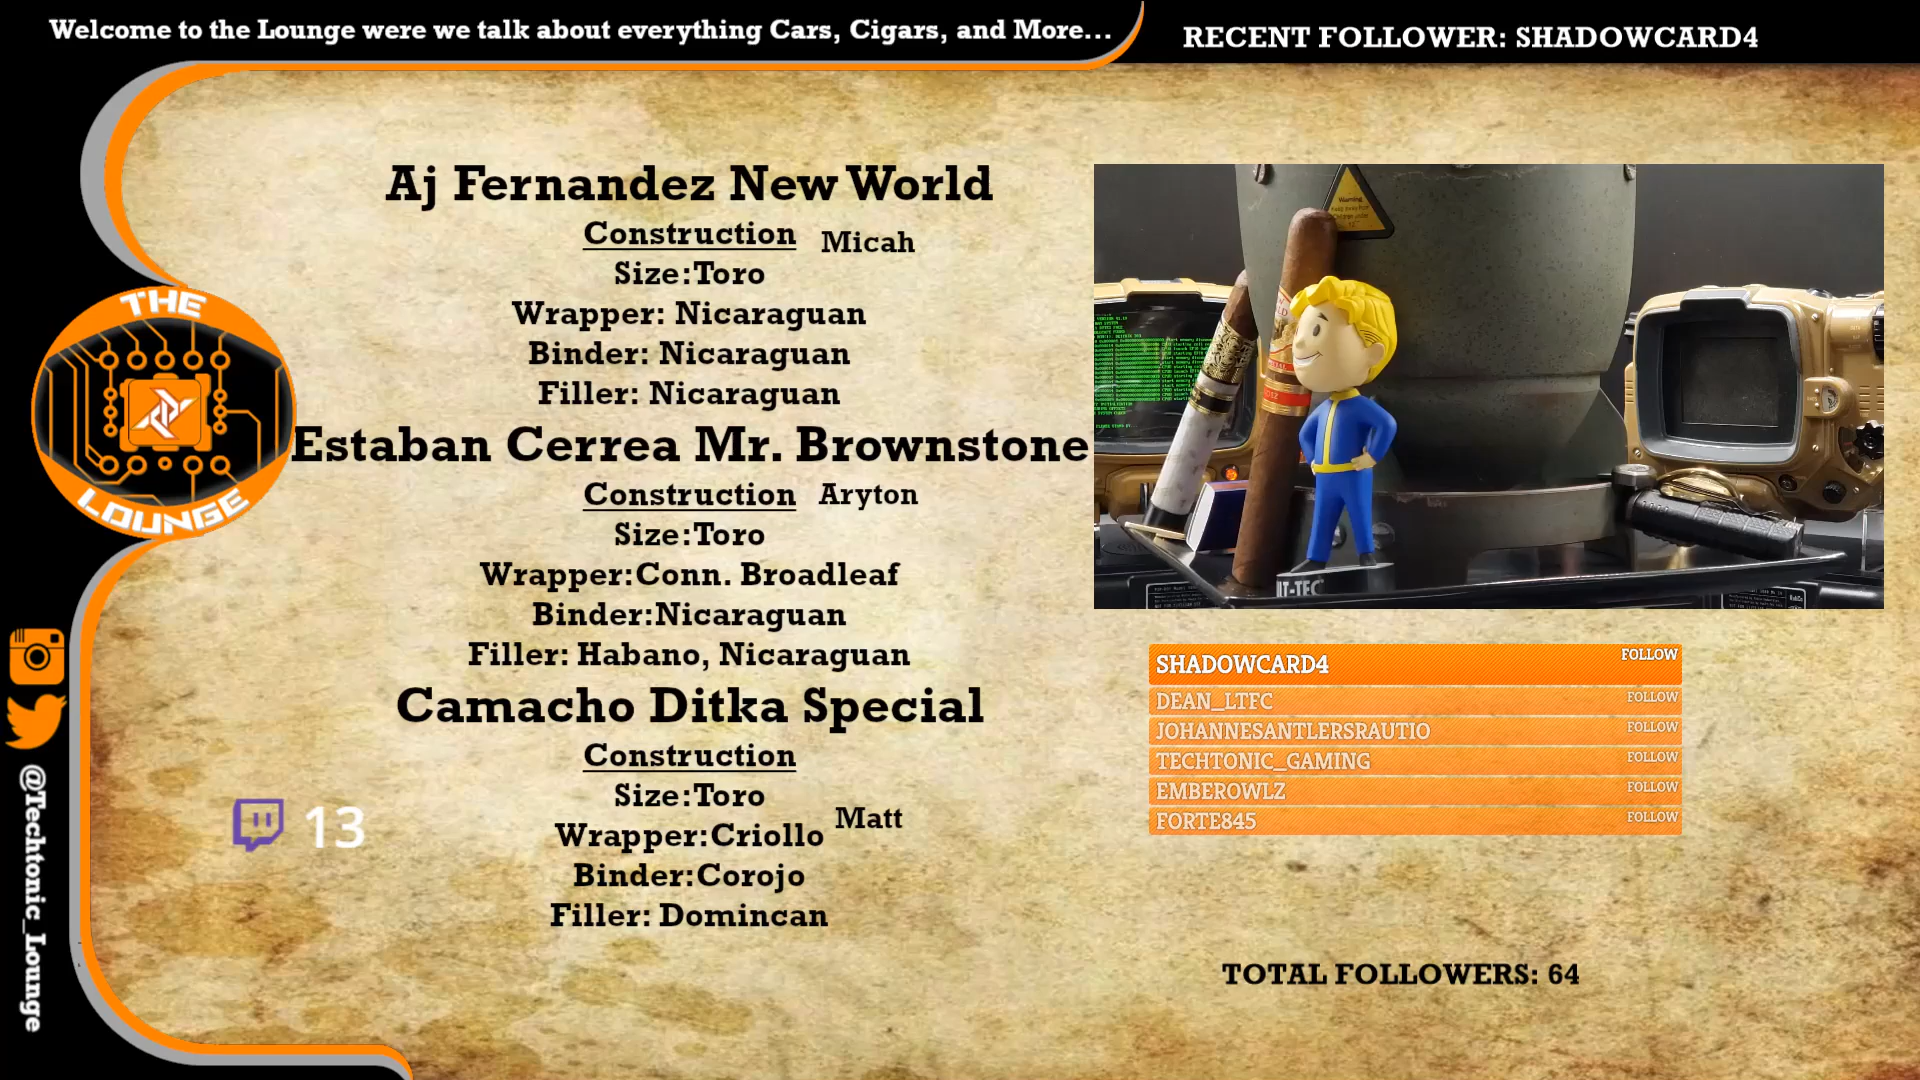 Welcome to the Lounge were we talk about everything Cars, Cigars, and More...
RECENT FOLLOWER: SHADOWCARD4
Aj Fernandez New World
Construction Micah
Size:Toro
Wrapper: Nicaraguan
Binder: Nicaraguan
Filler: Nicaraguan
Estaban Cerrea Mr. Brownstone
Construction Aryton
Size:Toro
Wrapper:Conn. Broadleaf
Binder:Nicaraguan
Filler: Habano, Nicaraguan
Camacho Ditka Special
Construction
Size:Toro
Matt
Wrapper:Criollo
Binder:Corojo
Filler: Domincan
THE
LOUNGE
@Techtonic_Lounge
13
Warning
SHADOWCARD4 FOLLOW
DEAN_LTFC FOLLOW
JOHANNESANTLERSRAUTIO FOLLOW
TECHTONIC_GAMING FOLLOW
EMBEROWLZ FOLLOW
FORTE845 FOLLOW
TOTAL FOLLOWERS: 64